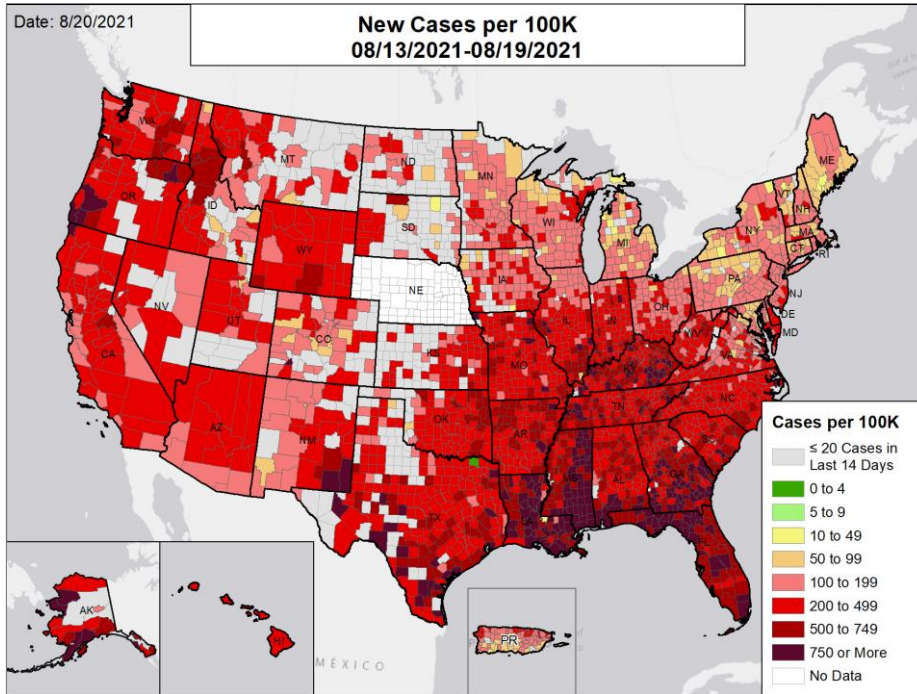 Date: 8/20/2021
New Cases per 100K
08/13/2021-08/19/2021
WA
MT
ND
MN
ME
OR
ID
SD
WI
MI
VT
NH
NY
MA
CT
RI
WY
NE
IA
PA
NJ
NV
UT
CO
KS
IL
IN
OH
DE
MD
WV
VA
CA
MO
KY
AZ
NM
OK
AR
TN
NC
SC
TX
LA
MS
AL
GA
FL
AK
HI
PR
MÉXICO
Cases per 100K
≤ 20 Cases in
Last 14 Days
0 to 4
5 to 9
10 to 49
50 to 99
100 to 199
200 to 499
500 to 749
750 or More
No Data